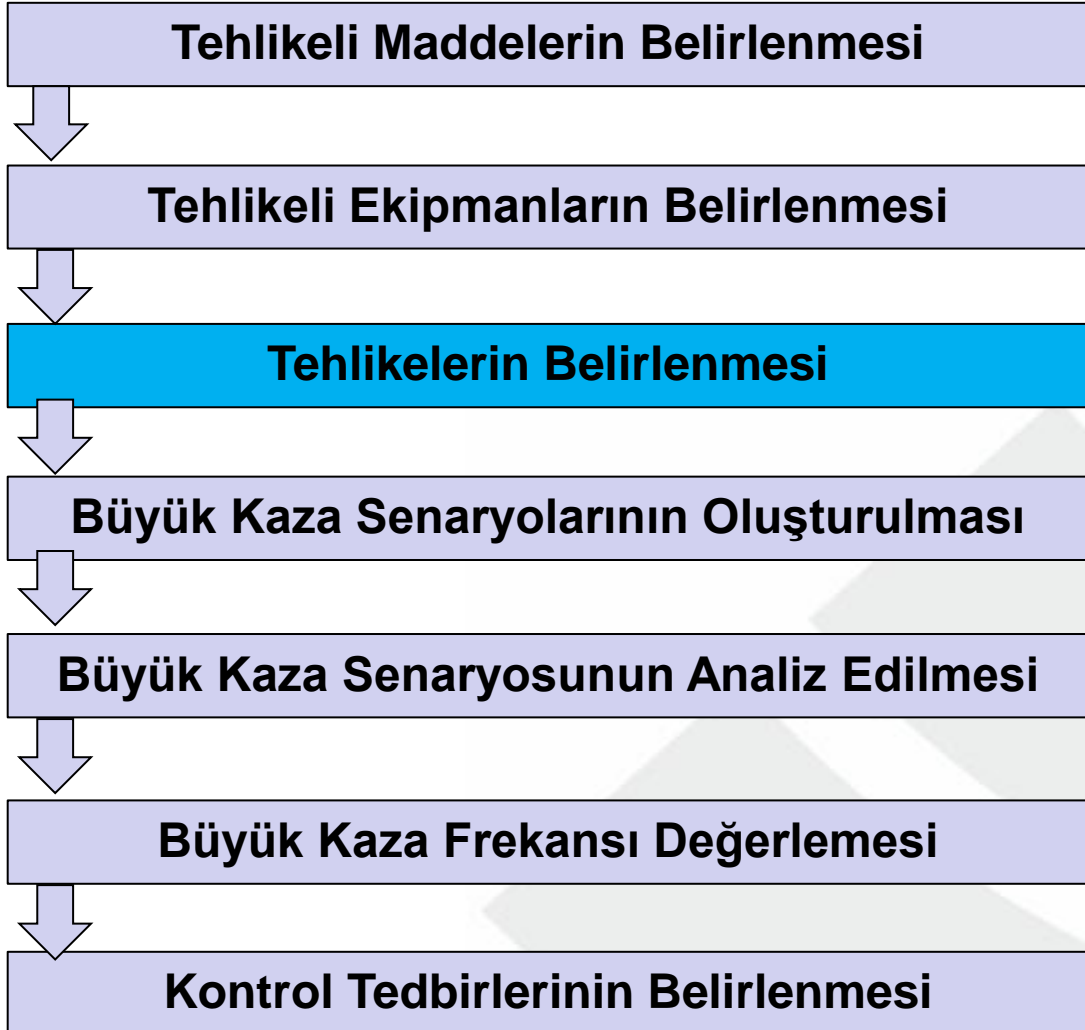 Tehlikeli Maddelerin Belirlenmesi
Tehlikeli Ekipmanların Belirlenmesi
Tehlikelerin Belirlenmesi
Büyük Kaza Senaryolarının Oluşturulması
Büyük Kaza Senaryosunun Analiz Edilmesi
Büyük Kaza Frekansı Değerlemesi
Kontrol Tedbirlerinin Belirlenmesi